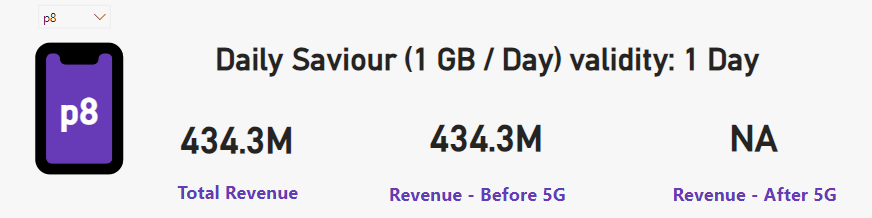 p8
Daily Saviour (1 GB / Day) validity: 1 Day
p8
434.3M
434.3M
NA
Total Revenue
Revenue - Before 5G
Revenue - After 5G